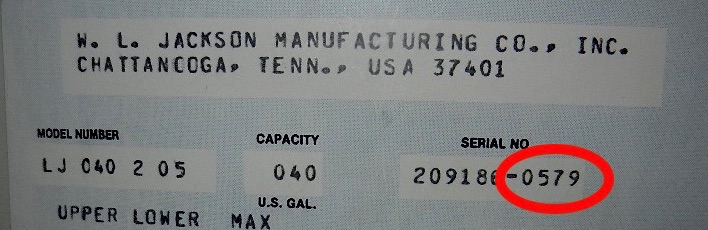 W. L. JACKSON MANUFACTURING CO., INC.
CHATTANCOGA, TENN., USA 37401
MODEL NUMBER CAPACITY SERIAL NO
LJ 040 2 05 040 209186-0579
U.S. GAL.
UPPER LOWER MAX